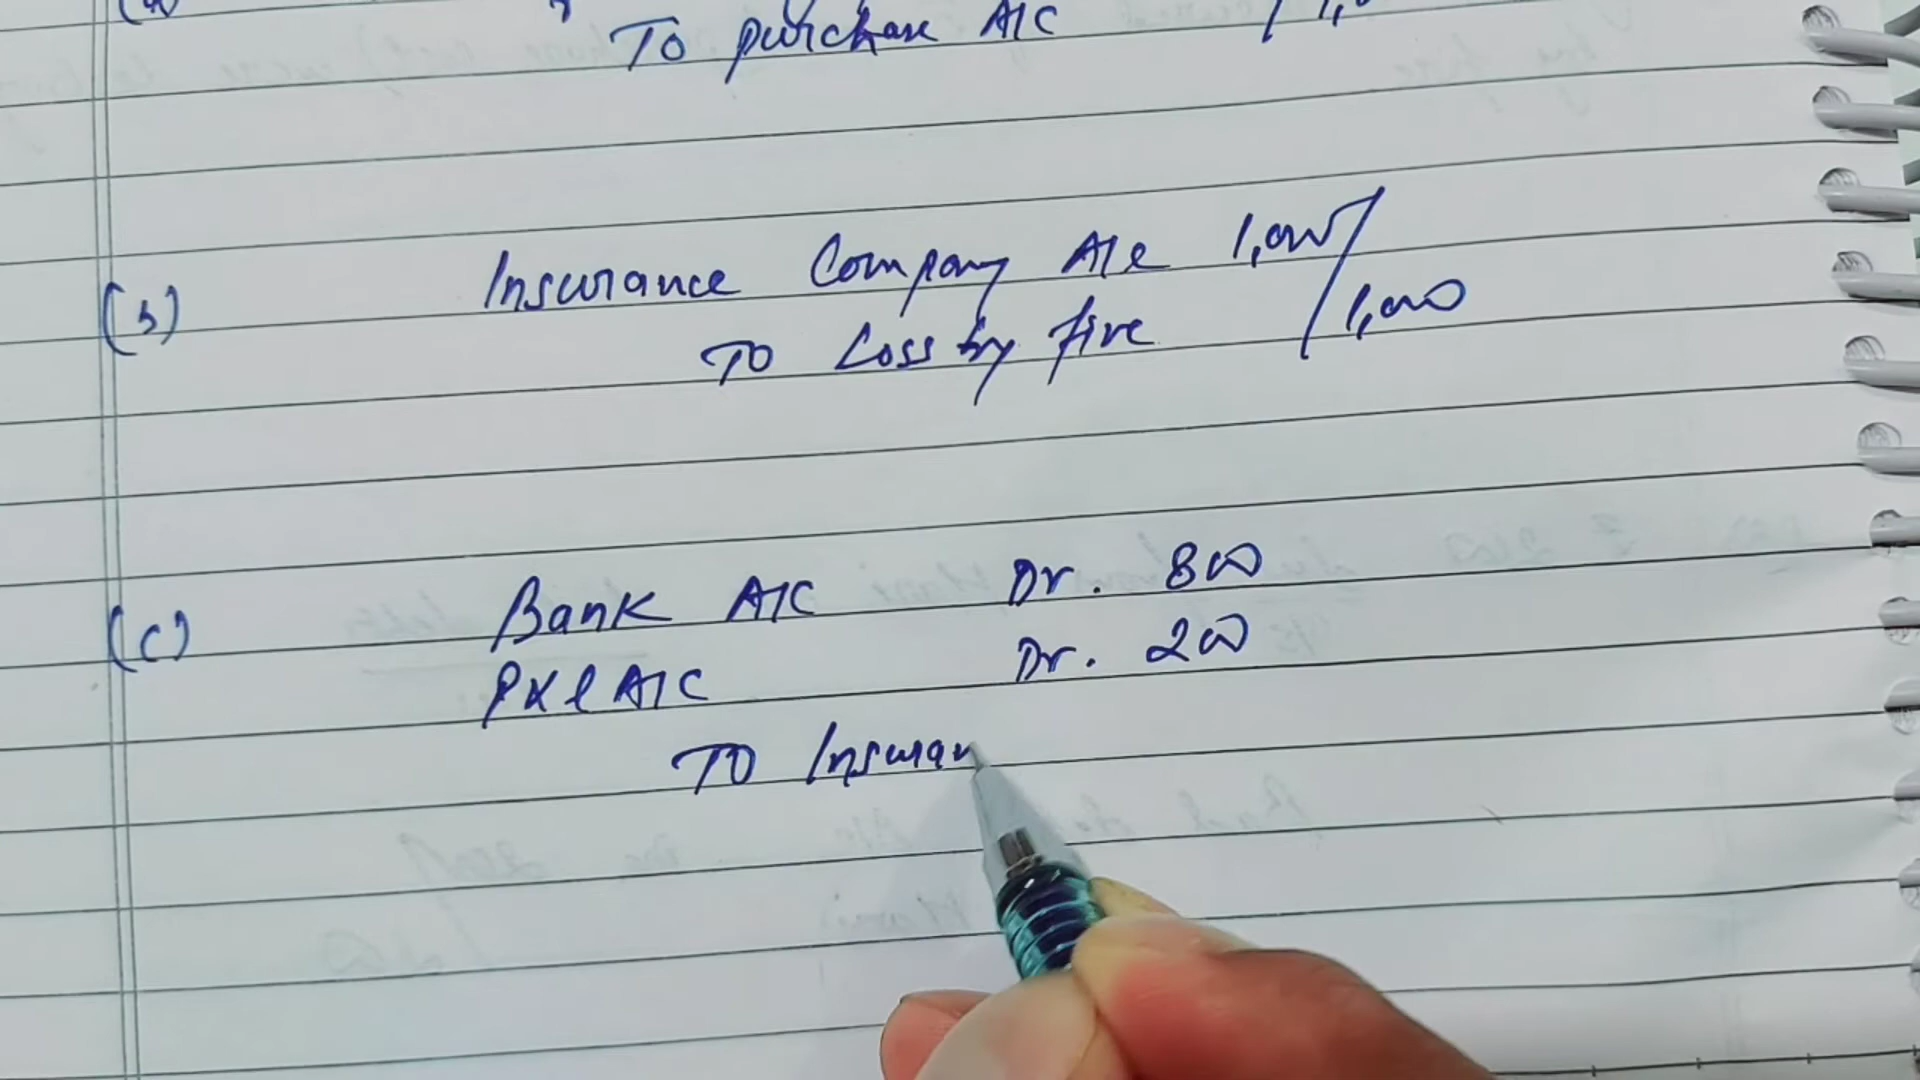 To purchase A/C
(b) Insurance Company A/c 1,000
To Loss by fire 1,000
(C) Bank A/C Dr. 800
P&L A/C Dr. 200
To Insuran